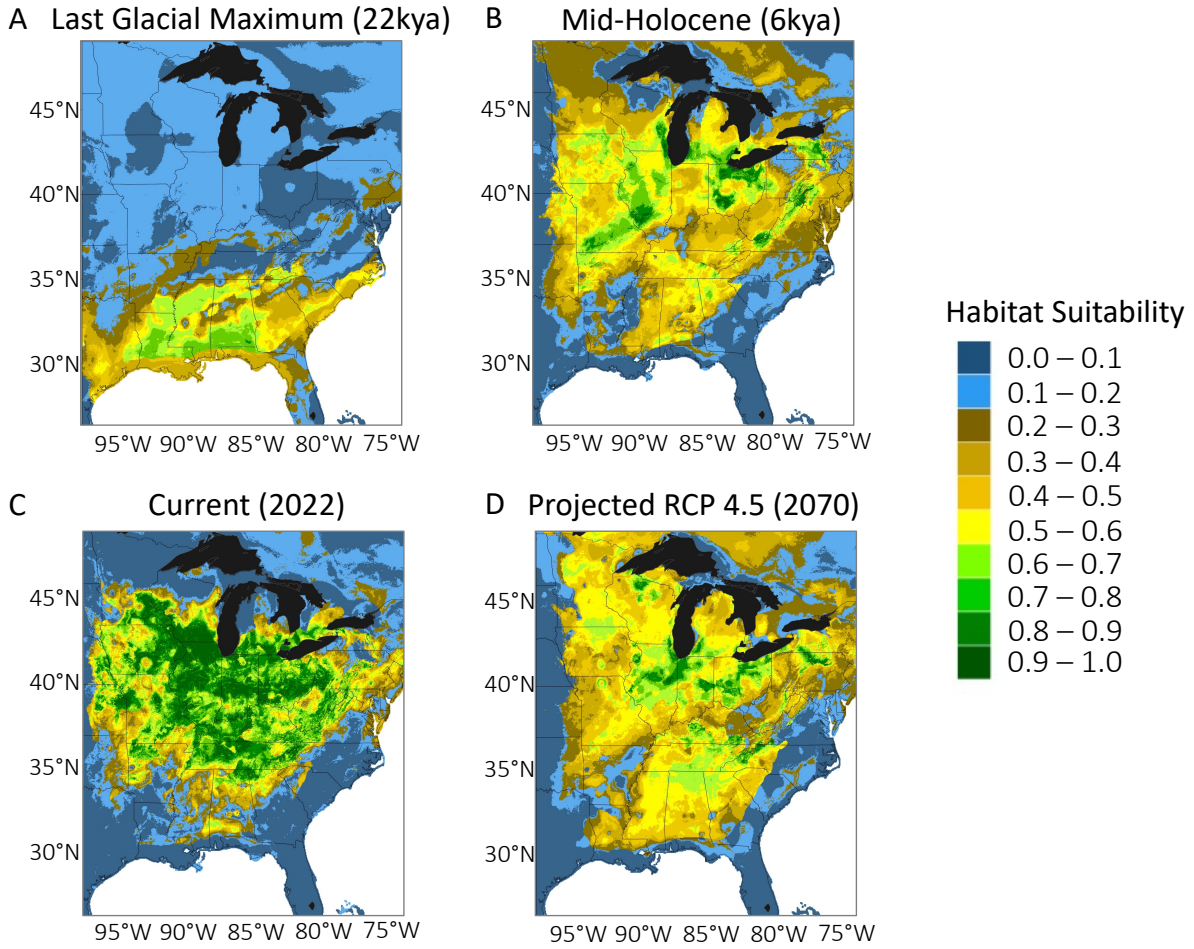 A Last Glacial Maximum (22kya)
B Mid-Holocene (6kya)
45°N
40°N
35°N
30°N
95°W 90°W 85°W 80°W 75°W
45°N
40°N
35°N
30°N
95°W 90°W 85°W 80°W 75°W
C Current (2022)
D Projected RCP 4.5 (2070)
45°N
40°N
35°N
30°N
95°W 90°W 85°W 80°W 75°W
45°N
40°N
35°N
30°N
95°W 90°W 85°W 80°W 75°W
Habitat Suitability
0.0 – 0.1
0.1 – 0.2
0.2 – 0.3
0.3 – 0.4
0.4 – 0.5
0.5 – 0.6
0.6 – 0.7
0.7 – 0.8
0.8 – 0.9
0.9 – 1.0